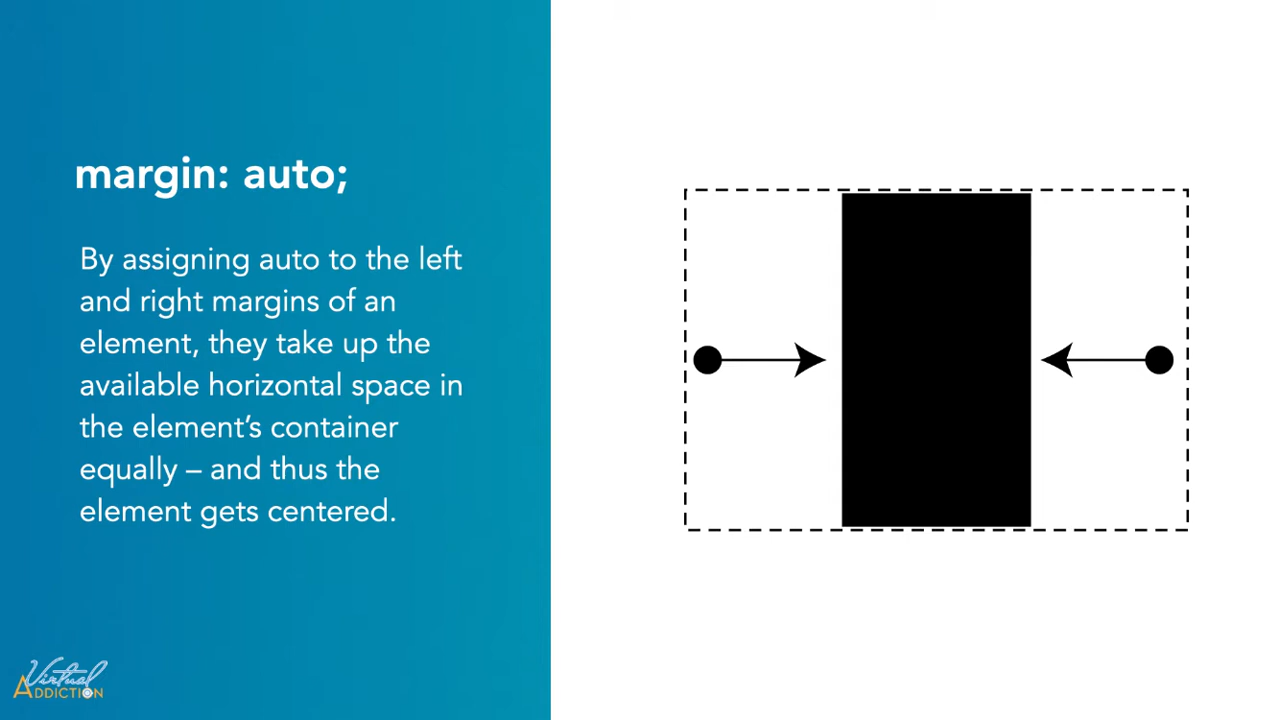 margin: auto;
By assigning auto to the left
and right margins of an
element, they take up the
available horizontal space in
the element’s container
equally – and thus the
element gets centered.
Virtual
ADDICTION